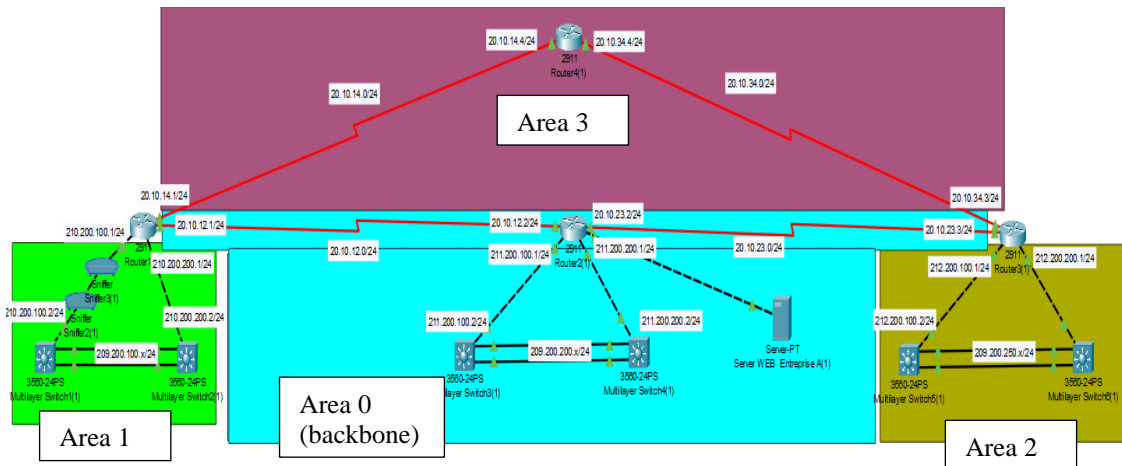 20.10.14.4/24
20.10.34.4/24
2911
Router4(1)
20.10.14.0/24
20.10.34.0/24
Area 3
20.10.14.1/24
20.10.34.3/24
210.200.100.1/24
20.10.12.1/24
20.10.12.2/24
20.10.23.2/24
20.10.23.3/24
Router1
210.200.200.1/24
20.10.12.0/24
2911
Router2(1)
211.200.100.1/24
211.200.200.1/24
20.10.23.0/24
2911
Router3(1)
212.200.100.1/24
212.200.200.1/24
Sniffer
Sniffer3(1)
Sniffer
Sniffer2(1)
210.200.100.2/24
210.200.200.2/24
211.200.100.2/24
211.200.200.2/24
212.200.100.2/24
Server-PT
Server WEB Entreprise A(1)
209.200.100.x/24
209.200.200.x/24
209.200.250.x/24
3560-24PS
Multilayer Switch1(1)
3560-24PS
Multilayer Switch2(1)
3560-24PS
Multilayer Switch3(1)
3560-24PS
Multilayer Switch4(1)
3560-24PS
Multilayer Switch5(1)
3560-24PS
Multilayer Switch6(1)
Area 1
Area 0
(backbone)
Area 2